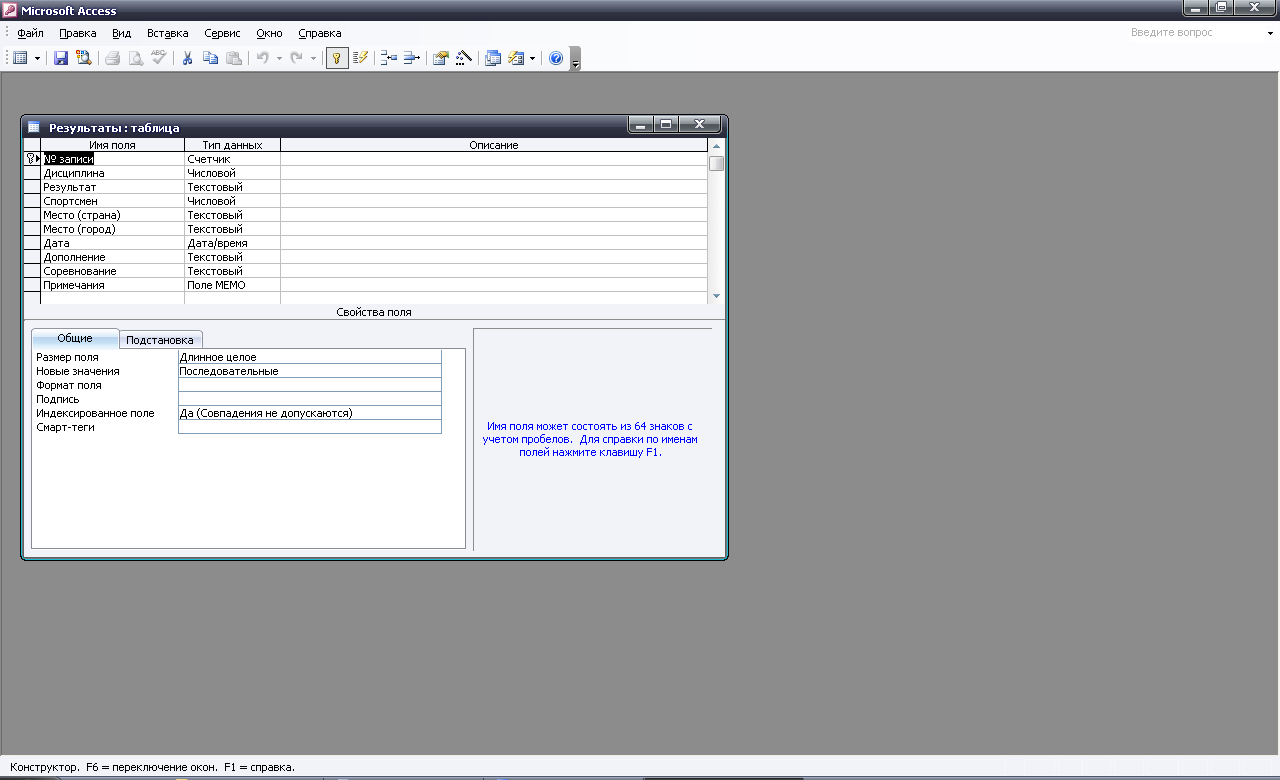 Microsoft Access
Файл Правка Вид Вставка Сервис Окно Справка Введите вопрос
ABC
Результаты : таблица
Имя поля Тип данных Описание
№ записи Счетчик
Дисциплина Числовой
Результат Текстовый
Спортсмен Числовой
Место (страна) Текстовый
Место (город) Текстовый
Дата Дата/время
Дополнение Текстовый
Соревнование Текстовый
Примечания Поле МЕМО
Свойства поля
Общие Подстановка
Размер поля Длинное целое
Новые значения Последовательные
Формат поля
Подпись
Индексированное поле Да (Совпадения не допускаются)
Смарт-теги
Имя поля может состоять из 64 знаков с
учетом пробелов. Для справки по именам
полей нажмите клавишу F1.
Конструктор. F6 = переключение окон. F1 = справка.